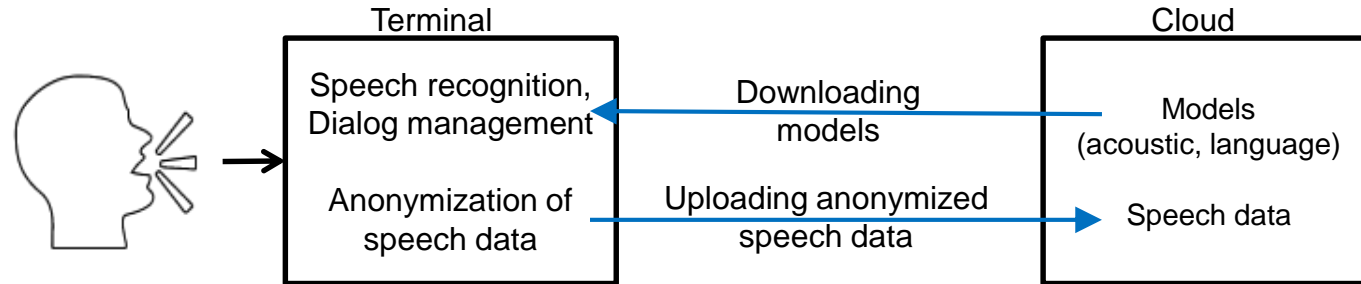 Terminal
Cloud
Speech recognition,
Dialog management
Downloading
models
Models
(acoustic, language)
Anonymization of
speech data
Uploading anonymized
speech data
Speech data